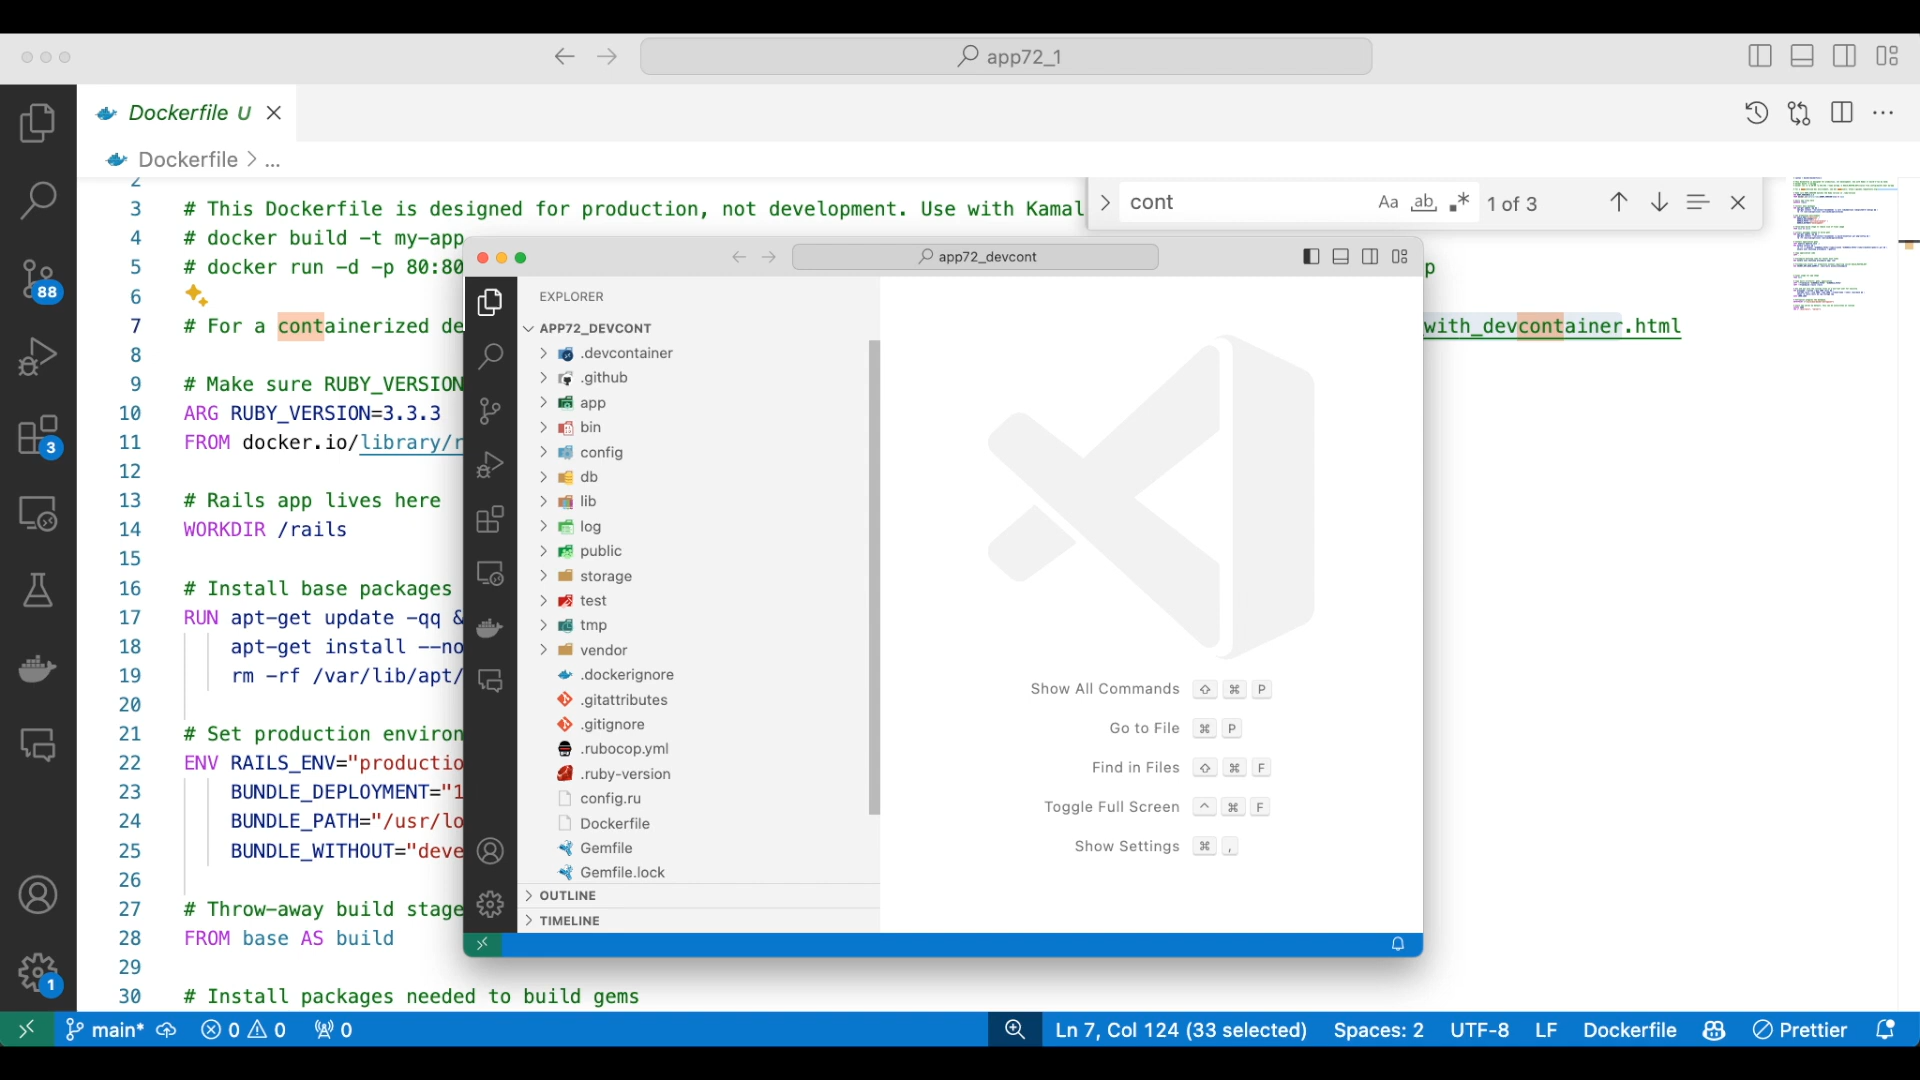 app72_1
Dockerfile U
Dockerfile > ...
cont
Aa ab 1 of 3
2
3 # This Dockerfile is designed for production, not development. Use with Kamal
4 # docker build -t my-app
5 # docker run -d -p 80:80 p
6
7 # For a containerized de with_devcontainer.html
8
9 # Make sure RUBY_VERSION
10 ARG RUBY_VERSION=3.3.3
11 FROM docker.io/library/r
12
13 # Rails app lives here
14 WORKDIR /rails
15
16 # Install base packages
17 RUN apt-get update -qq &
18 apt-get install --no
19 rm -rf /var/lib/apt/
20
21 # Set production environ
22 ENV RAILS_ENV="productio
23 BUNDLE_DEPLOYMENT="1
24 BUNDLE_PATH="/usr/lo
25 BUNDLE_WITHOUT="deve
26
27 # Throw-away build stage
28 FROM base AS build
29
30 # Install packages needed to build gems
88
3
1
app72_devcont
EXPLORER
APP72_DEVCONT
.devcontainer
.github
app
bin
config
db
lib
log
public
storage
test
tmp
vendor
.dockerignore
.gitattributes
.gitignore
.rubocop.yml
.ruby-version
config.ru
Dockerfile
Gemfile
Gemfile.lock
OUTLINE
TIMELINE
Show All Commands ⇧ ⌘ P
Go to File ⌘ P
Find in Files ⇧ ⌘ F
Toggle Full Screen ^ ⌘ F
Show Settings ⌘ ,
main* 0 0 0
Ln 7, Col 124 (33 selected) Spaces: 2 UTF-8 LF Dockerfile Prettier